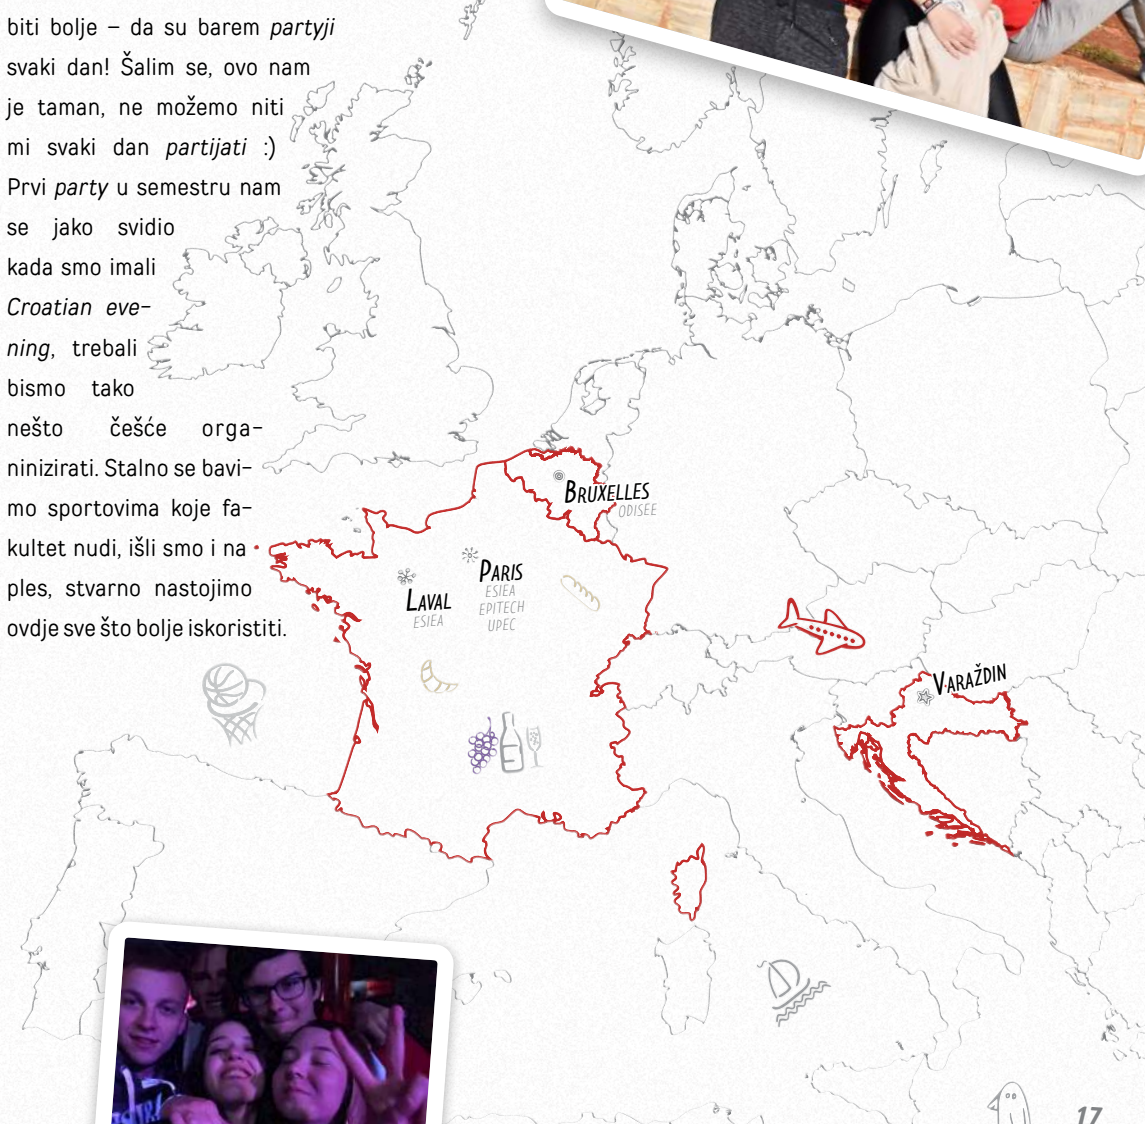 biti bolje – da su barem partyji
svaki dan! Šalim se, ovo nam
je taman, ne možemo niti
mi svaki dan partijati :)
Prvi party u semestru nam
se jako svidio
kada smo imali
Croatian eve-
ning, trebali
bismo tako
nešto češće orga-
ninizirati. Stalno se bavi-
mo sportovima koje fa-
kultet nudi, išli smo i na
ples, stvarno nastojimo
ovdje sve što bolje iskoristiti.
BRUXELLES
ODISEE
PARIS
ESIEA
EPITECH
UPEC
LAVAL
ESIEA
VARAŽDIN
17